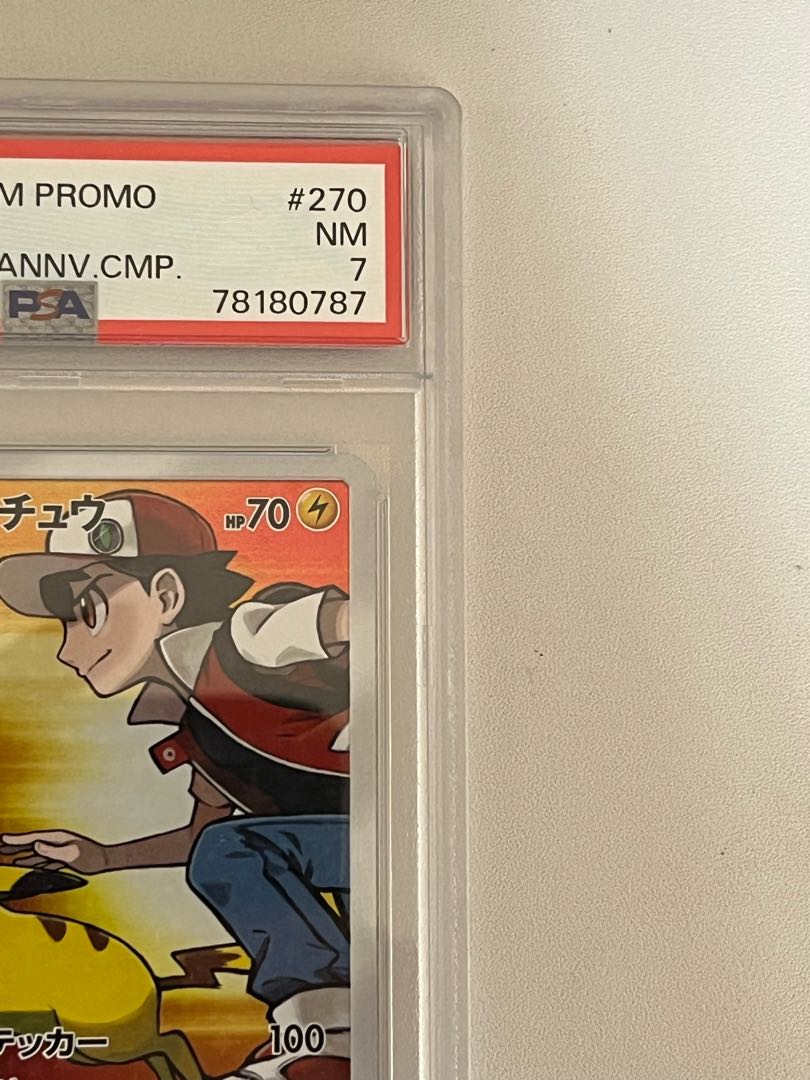 M PROMO #270
NM
ANNV.CMP. 7
PSA 78180787
チュウ HP70
テッカー 100